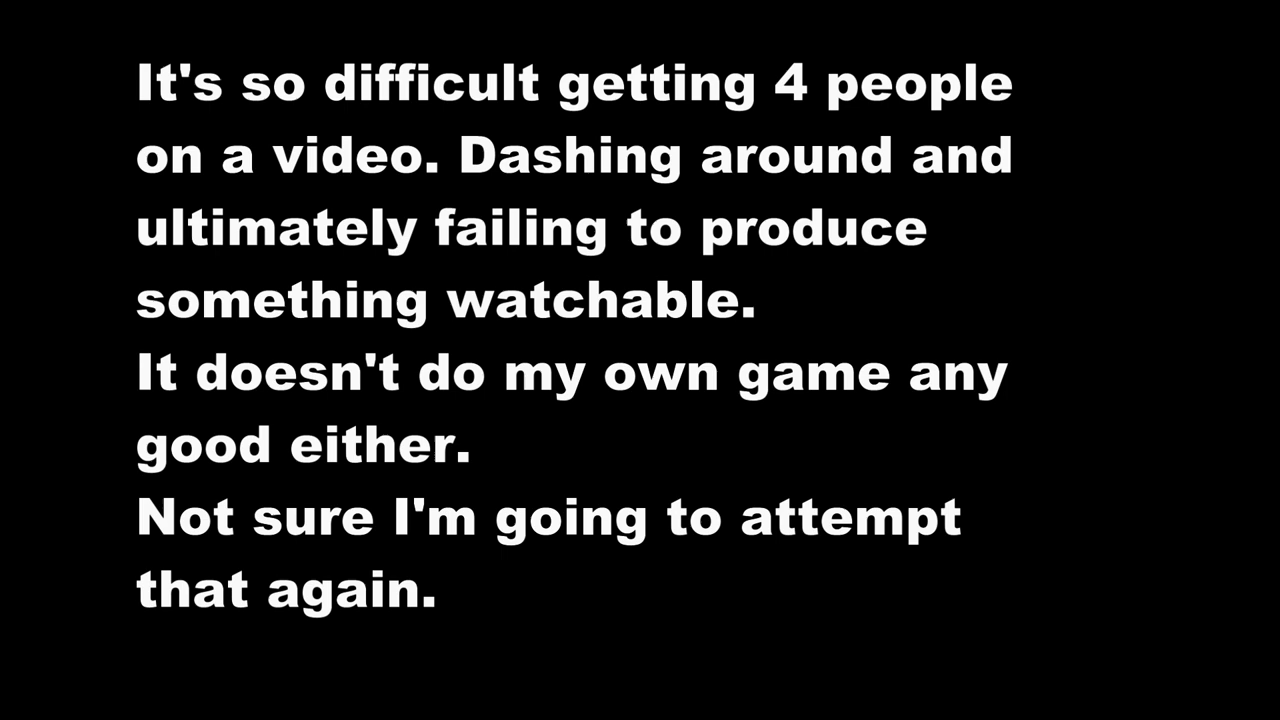 It's so difficult getting 4 people
on a video. Dashing around and
ultimately failing to produce
something watchable.
It doesn't do my own game any
good either.
Not sure I'm going to attempt
that again.